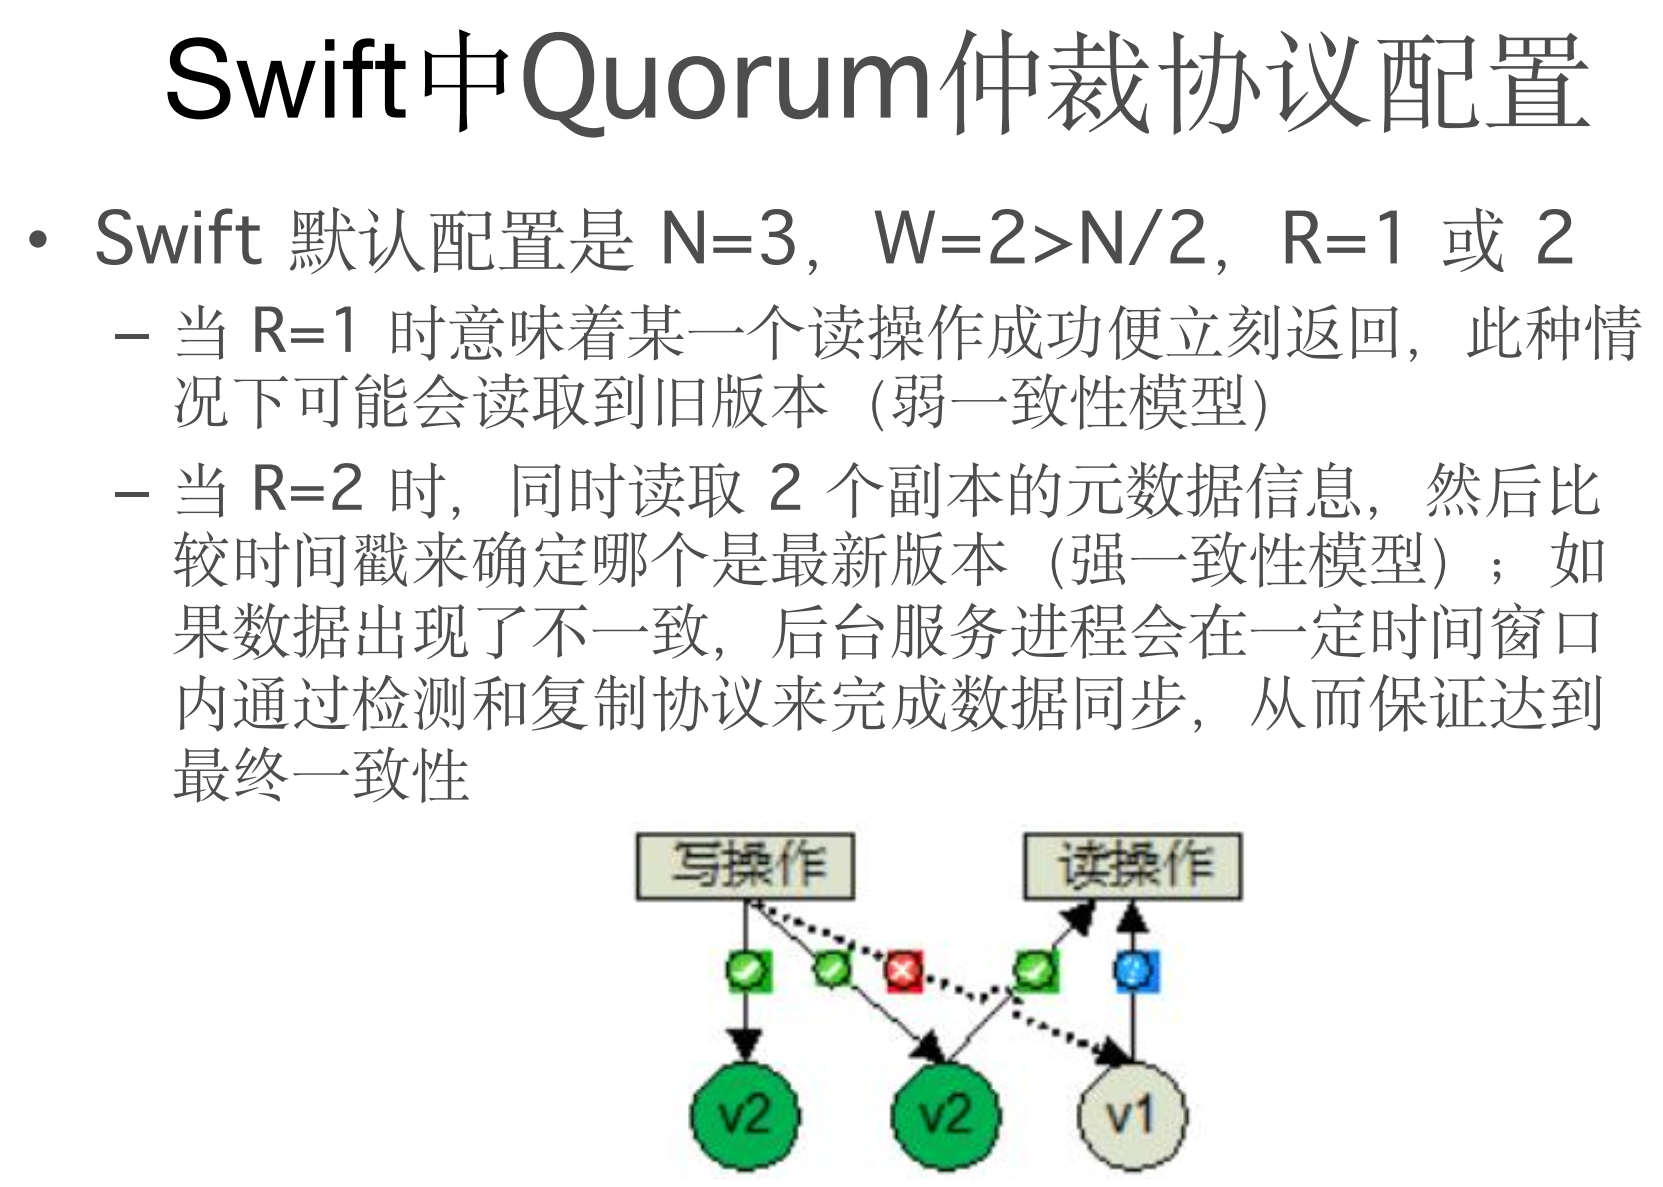 Swift中Quorum仲裁协议配置
• Swift 默认配置是 N=3，W=2>N/2，R=1 或 2
– 当 R=1 时意味着某一个读操作成功便立刻返回，此种情
况下可能会读取到旧版本（弱一致性模型）
– 当 R=2 时，同时读取 2 个副本的元数据信息，然后比
较时间戳来确定哪个是最新版本（强一致性模型）；如
果数据出现了不一致，后台服务进程会在一定时间窗口
内通过检测和复制协议来完成数据同步，从而保证达到
最终一致性
写操作 读操作
v2 v2 v1